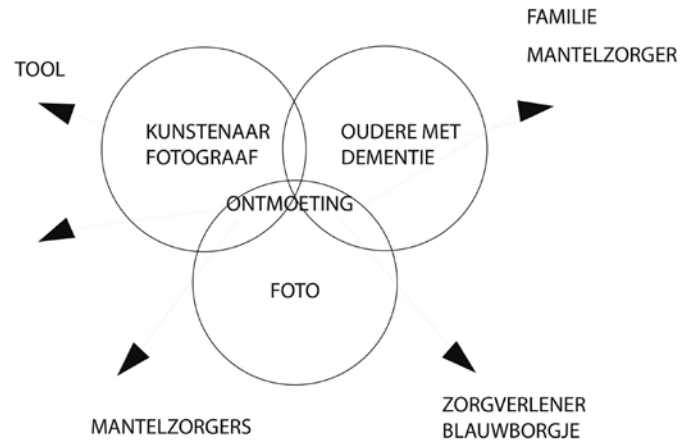 FAMILIE
MANTELZORGER
TOOL
KUNSTENAAR
FOTOGRAAF
OUDERE MET
DEMENTIE
ONTMOETING
FOTO
MANTELZORGERS
ZORGVERLENER
BLAUWBORGJE